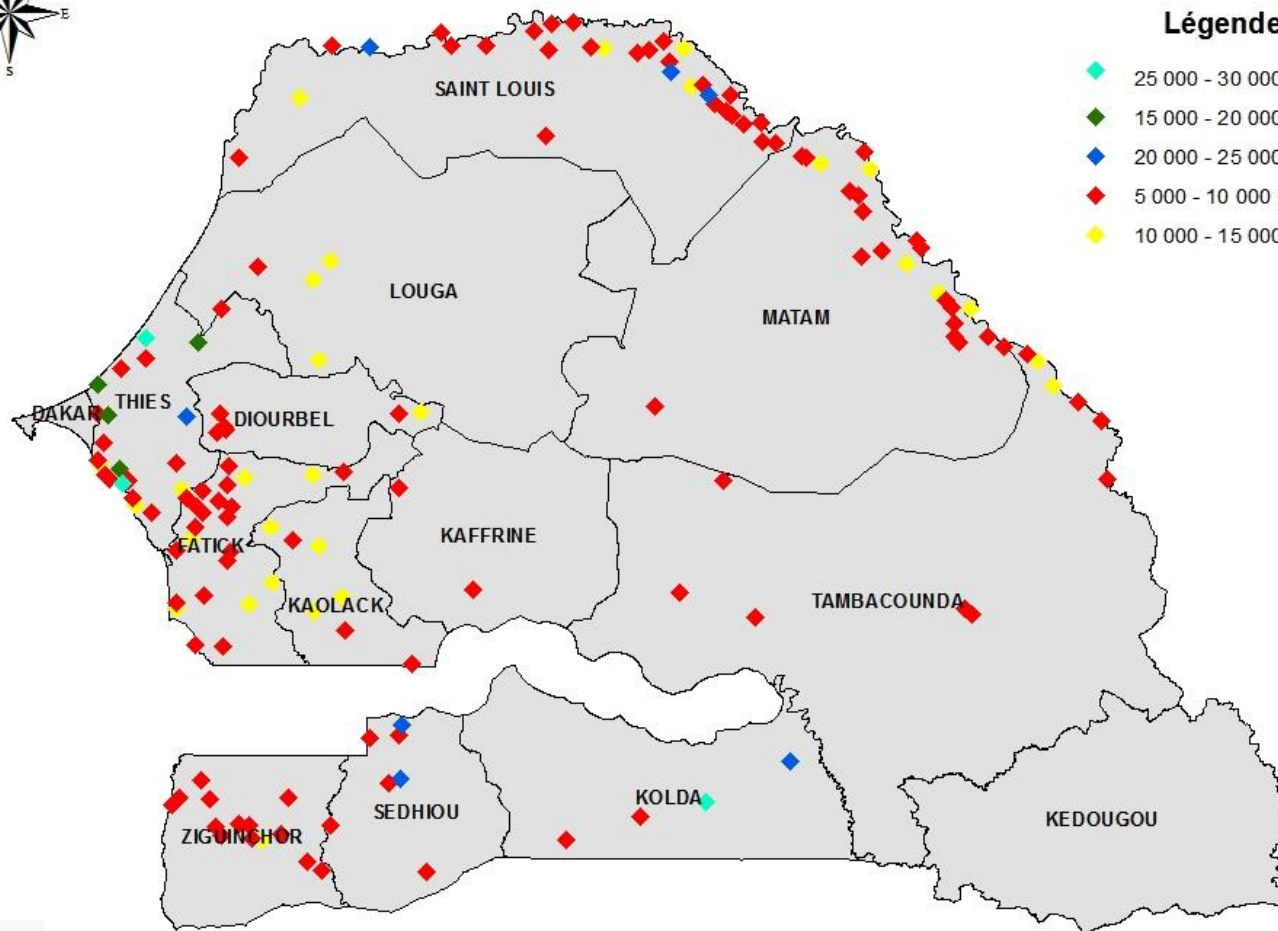 E
S
Légende
25 000 - 30 000
15 000 - 20 000
20 000 - 25 000
5 000 - 10 000
10 000 - 15 000
SAINT LOUIS
LOUGA
MATAM
THIES
DAKAR
DIOURBEL
KAFFRINE
FATICK
KAOLACK
TAMBACOUNDA
KOLDA
SEDHIOU
KEDOUGOU
ZIGUINCHOR